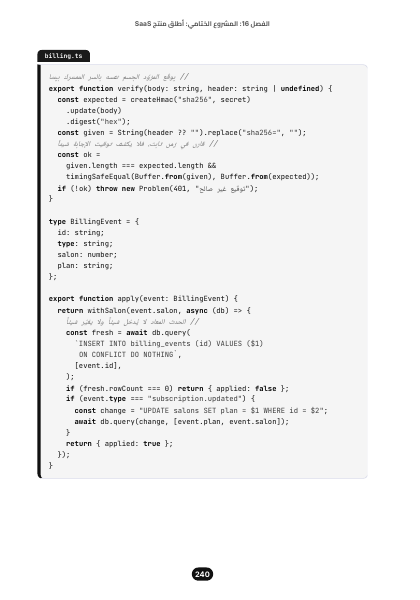 الفصل 16: المشروع الختامي: أطلق منتج SaaS
billing.ts
// يوقع المزوّد الجسم نفسه بالسر المشترك بيننا
export function verify(body: string, header: string | undefined) {
const expected = createHmac("sha256", secret)
.update(body)
.digest("hex");
const given = String(header ?? "").replace("sha256=", "");
// قارن في زمن ثابت، فلا يكشف توقيت الإجابة شيئاً
const ok =
given.length === expected.length &&
timingSafeEqual(Buffer.from(given), Buffer.from(expected));
if (!ok) throw new Problem(401, "توقيع غير صالح");
}
type BillingEvent = {
id: string;
type: string;
salon: number;
plan: string;
};
export function apply(event: BillingEvent) {
return withSalon(event.salon, async (db) => {
// الحدث المعاد لا يُدخل شيئاً ولا يغيّر شيئاً
const fresh = await db.query(
`INSERT INTO billing_events (id) VALUES ($1)
ON CONFLICT DO NOTHING`,
[event.id],
);
if (fresh.rowCount === 0) return { applied: false };
if (event.type === "subscription.updated") {
const change = "UPDATE salons SET plan = $1 WHERE id = $2";
await db.query(change, [event.plan, event.salon]);
}
return { applied: true };
});
}
240